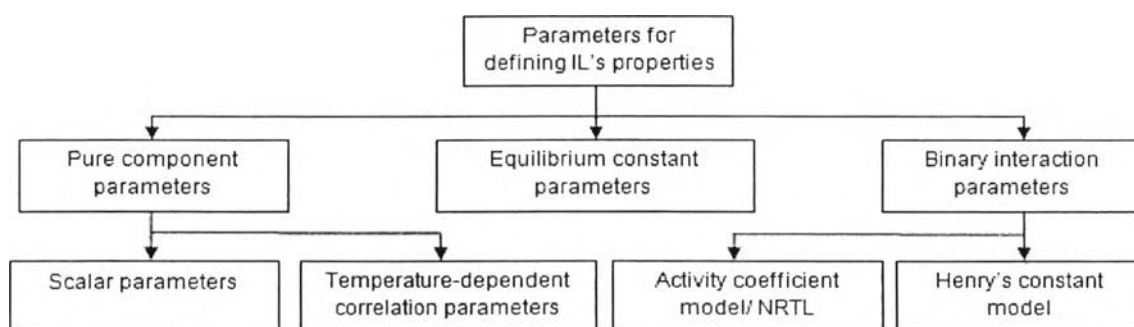 Parameters for
defining IL's properties
Pure component
parameters
Equilibrium constant
parameters
Binary interaction
parameters
Scalar parameters
Temperature-dependent
correlation parameters
Activity coefficient
model/ NRTL
Henry's constant
model